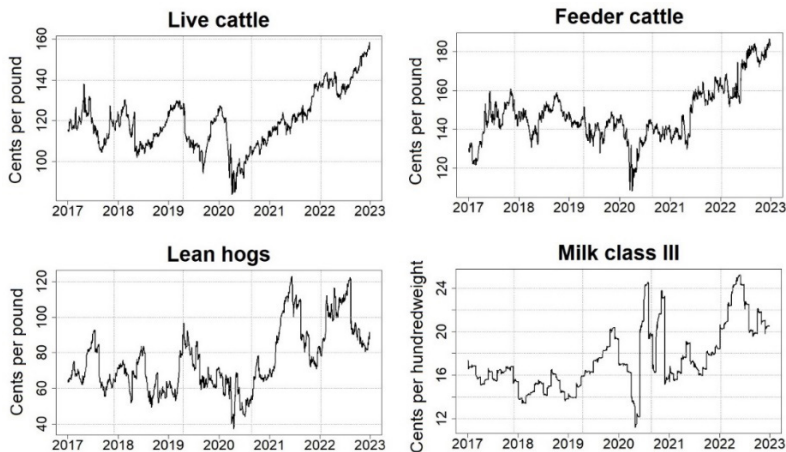 Live cattle
Cents per pound
160
140
120
100
2017 2018 2019 2020 2021 2022 2023
Feeder cattle
Cents per pound
180
160
140
120
2017 2018 2019 2020 2021 2022 2023
Lean hogs
Cents per pound
120
100
80
60
40
2017 2018 2019 2020 2021 2022 2023
Milk class III
Cents per hundredweight
24
20
16
12
2017 2018 2019 2020 2021 2022 2023